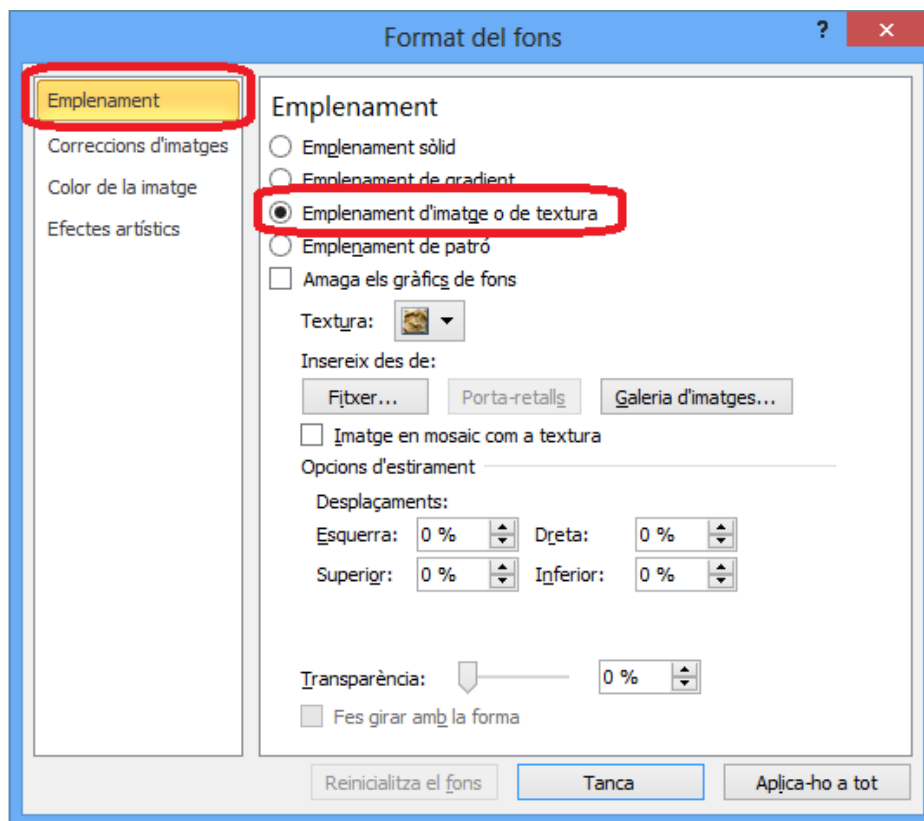 Format del fons
?
Emplenament
Correccions d'imatges
Color de la imatge
Efectes artístics
Emplenament
Emplenament sòlid
Emplenament de gradient
Emplenament d'imatge o de textura
Emplenament de patró
Amaga els gràfics de fons
Textura:
Insereix des de:
Fitxer... Porta-retalls Galeria d'imatges...
Imatge en mosaic com a textura
Opcions d'estirament
Desplaçaments:
Esquerra: 0 % Dreta: 0 %
Superior: 0 % Inferior: 0 %
Transparència: 0 %
Fes girar amb la forma
Reinicialitza el fons Tanca Aplica-ho a tot